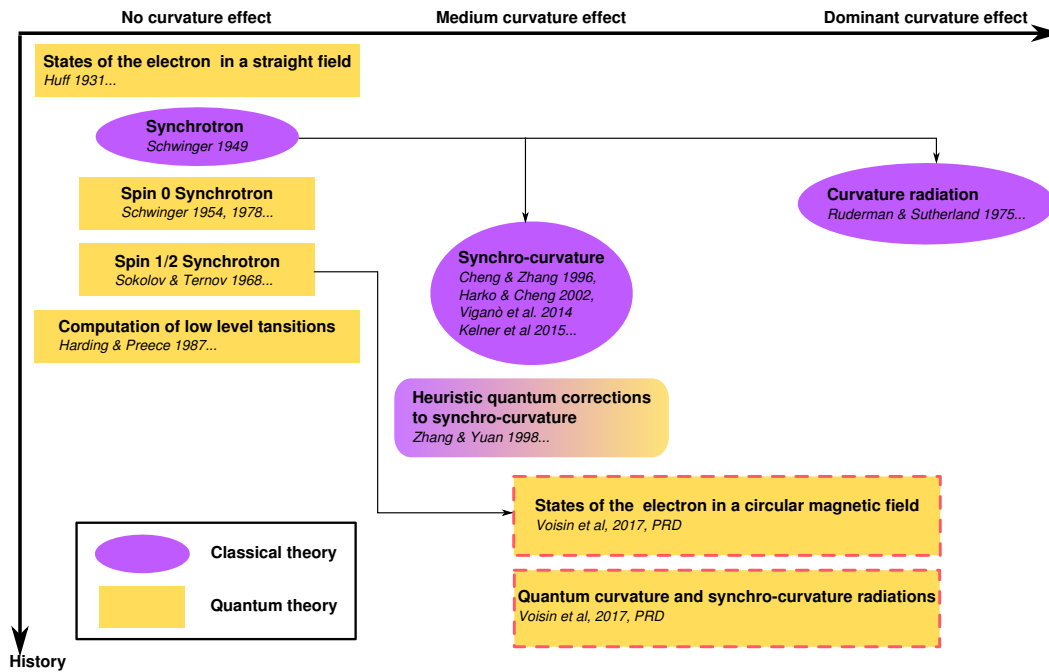 No curvature effect
Medium curvature effect
Dominant curvature effect
States of the electron in a straight field
Huff 1931...
Synchrotron
Schwinger 1949
Spin 0 Synchrotron
Schwinger 1954, 1978...
Curvature radiation
Ruderman & Sutherland 1975...
Spin 1/2 Synchrotron
Sokolov & Ternov 1968...
Synchro-curvature
Cheng & Zhang 1996,
Harko & Cheng 2002,
Viganò et al. 2014
Kelner et al 2015...
Computation of low level tansitions
Harding & Preece 1987...
Heuristic quantum corrections
to synchro-curvature
Zhang & Yuan 1998...
States of the electron in a circular magnetic field
Voisin et al, 2017, PRD
Quantum curvature and synchro-curvature radiations
Voisin et al, 2017, PRD
Classical theory
Quantum theory
History